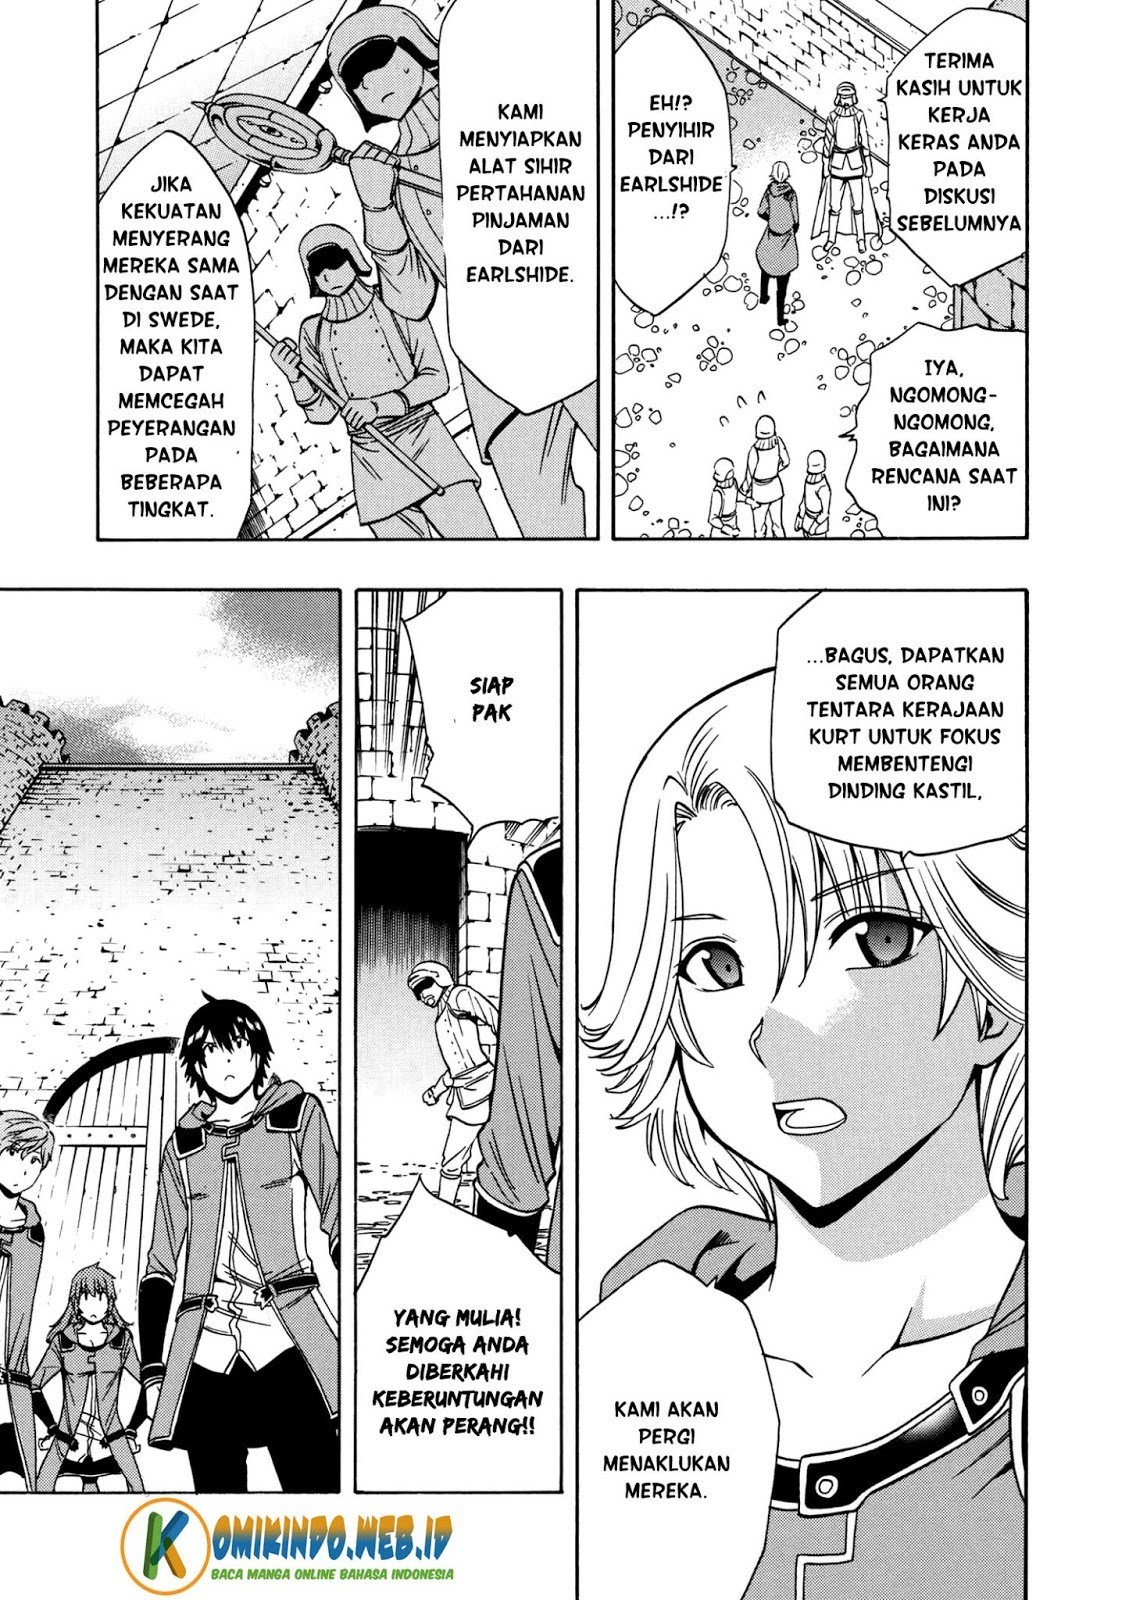 TERIMA
KASIH UNTUK
KERJA
KERAS ANDA
PADA
DISKUSI
SEBELUMNYA
EH!?
PENYIHIR
DARI
EARLSHIDE
...!?
IYA,
NGOMONG-
NGOMONG,
BAGAIMANA
RENCANA SAAT
INI?
KAMI
MENYIAPKAN
ALAT SIHIR
PERTAHANAN
PINJAMAN
DARI
EARLSHIDE.
JIKA
KEKUATAN
MENYERANG
MEREKA SAMA
DENGAN SAAT
DI SWEDE,
MAKA KITA
DAPAT
MEMCEGAH
PEYERANGAN
PADA
BEBERAPA
TINGKAT.
...BAGUS, DAPATKAN
SEMUA ORANG
TENTARA KERAJAAN
KURT UNTUK FOKUS
MEMBENTENGI
DINDING KASTIL,
KAMI AKAN
PERGI
MENAKLUKAN
MEREKA.
SIAP
PAK
YANG MULIA!
SEMOGA ANDA
DIBERKAHI
KEBERUNTUNGAN
AKAN PERANG!!
KOMIKINDO.WEB.ID
BACA MANGA ONLINE BAHASA INDONESIA